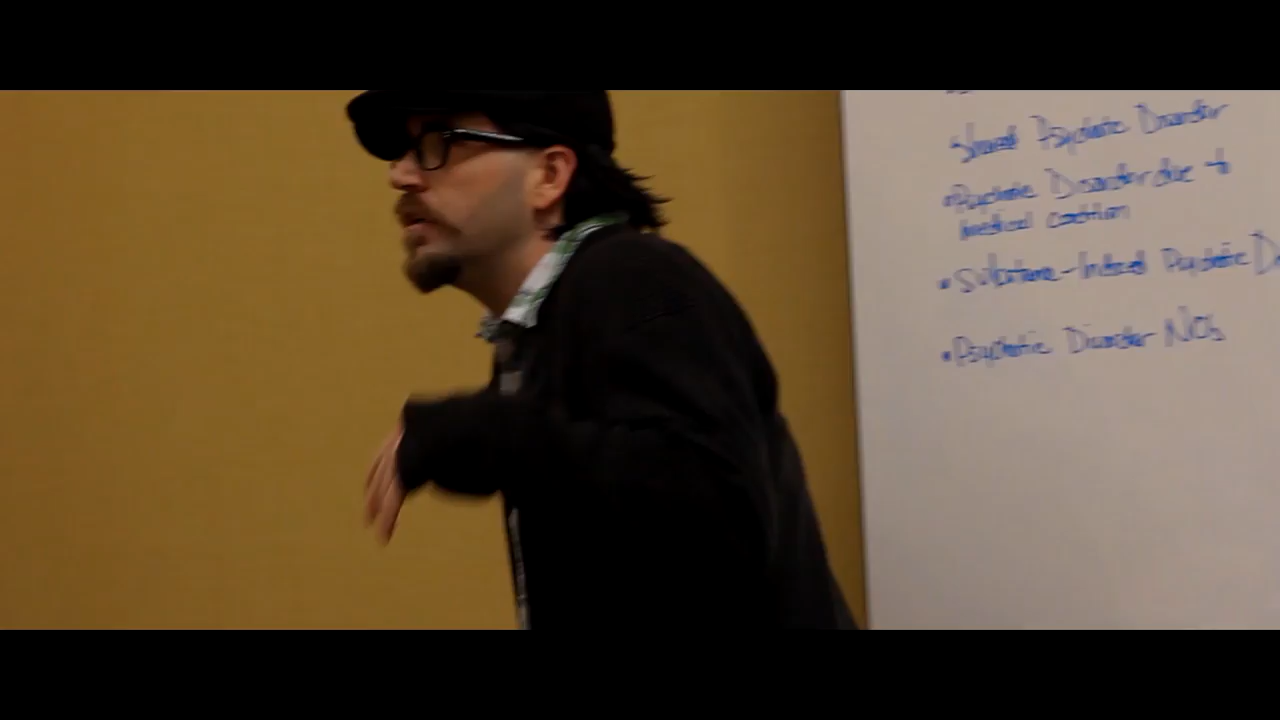 Shared Psychotic Disorder
•Psychotic Disorder due to
medical condition
•Substance-Induced Psychotic D
•Psychotic Disorder NOS